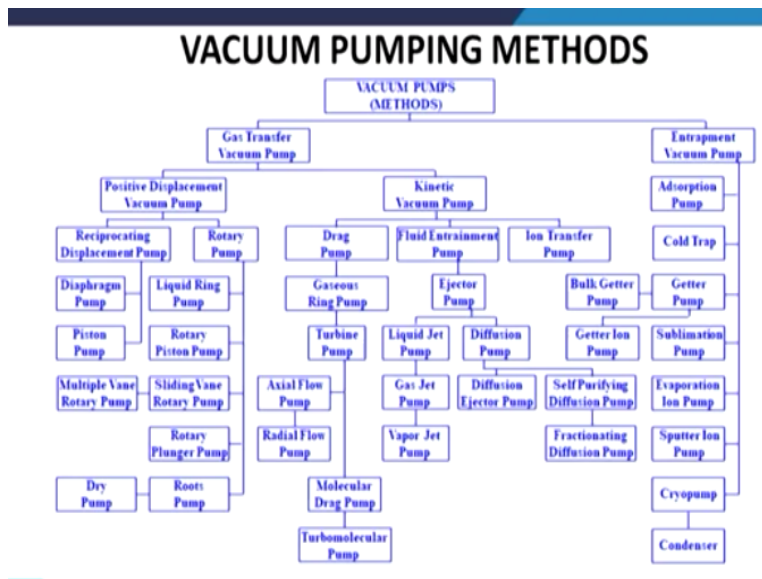 VACUUM PUMPING METHODS
VACUUM PUMPS
(METHODS)
Gas Transfer
Vacuum Pump
Entrapment
Vacuum Pump
Positive Displacement
Vacuum Pump
Kinetic
Vacuum Pump
Adsorption
Pump
Reciprocating
Displacement Pump
Rotary
Pump
Drag
Pump
Fluid Entrainment
Pump
Ion Transfer
Pump
Cold Trap
Diaphragm
Pump
Liquid Ring
Pump
Gaseous
Ring Pump
Ejector
Pump
Bulk Getter
Pump
Getter
Pump
Piston
Pump
Rotary
Piston Pump
Turbine
Pump
Liquid Jet
Pump
Diffusion
Pump
Getter Ion
Pump
Sublimation
Pump
Multiple Vane
Rotary Pump
Sliding Vane
Rotary Pump
Axial Flow
Pump
Gas Jet
Pump
Diffusion
Ejector Pump
Self Purifying
Diffusion Pump
Evaporation
Ion Pump
Rotary
Plunger Pump
Radial Flow
Pump
Vapor Jet
Pump
Fractionating
Diffusion Pump
Sputter Ion
Pump
Dry
Pump
Roots
Pump
Molecular
Drag Pump
Cryopump
Turbomolecular
Pump
Condenser